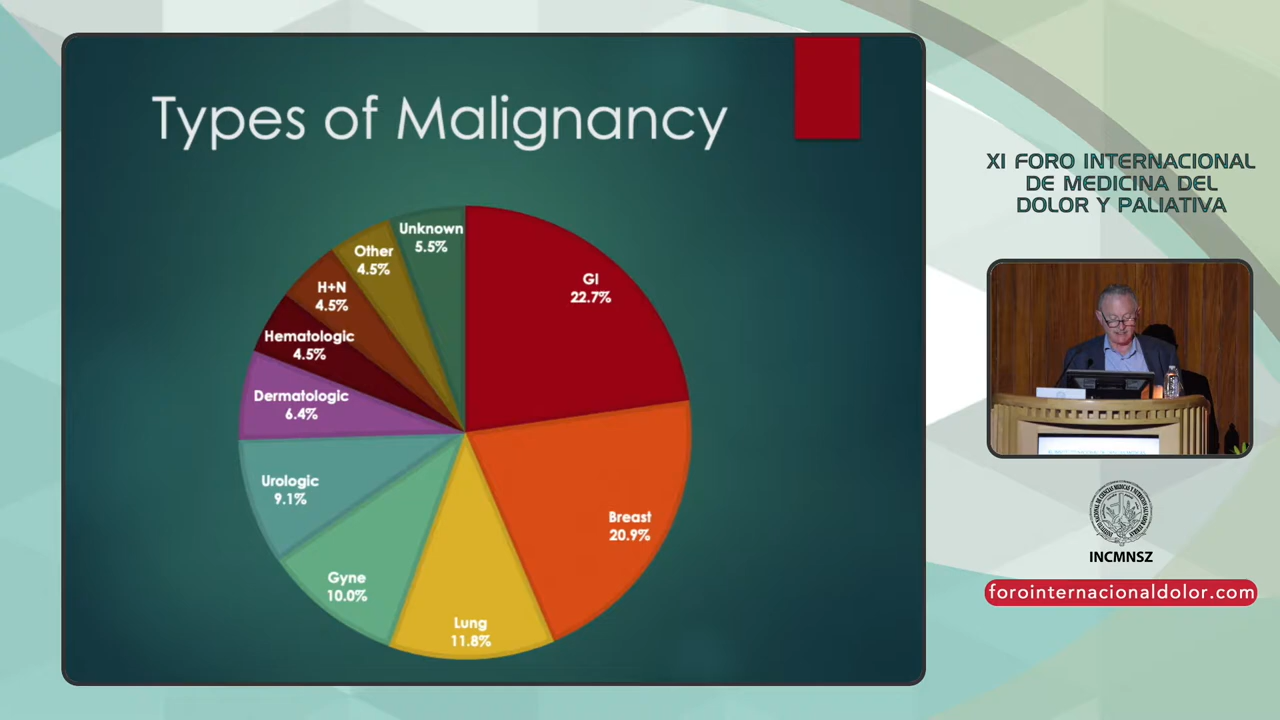 Types of Malignancy
Unknown
5.5%
Other
4.5%
GI
22.7%
H+N
4.5%
Hematologic
4.5%
Dermatologic
6.4%
Urologic
9.1%
Breast
20.9%
Gyne
10.0%
Lung
11.8%
XI FORO INTERNACIONAL
DE MEDICINA DEL
DOLOR Y PALIATIVA
INCMNSZ
forointernacionaldolor.com